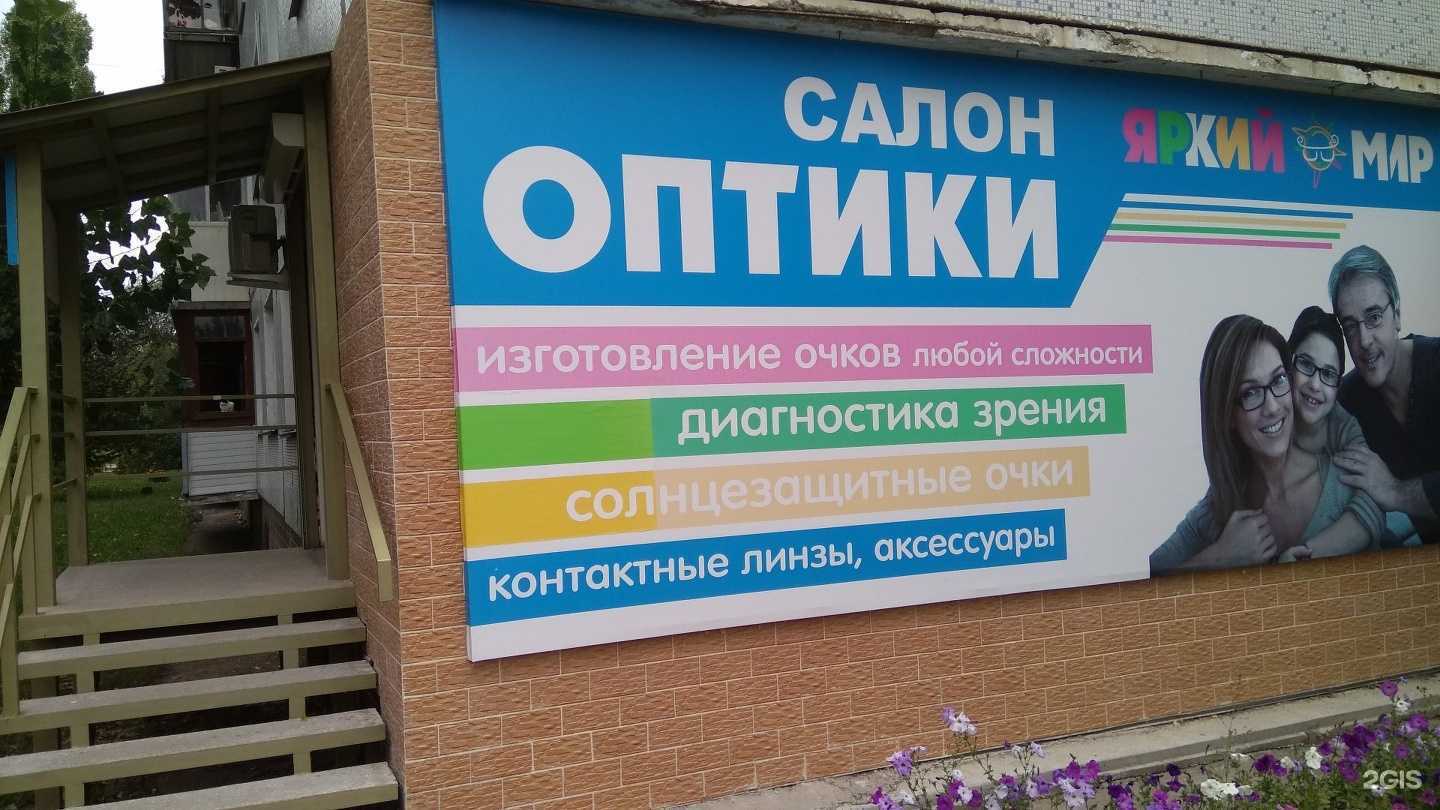 САЛОН
ОПТИКИ
ЯРКИЙ МИР
изготовление очков любой сложности
диагностика зрения
солнцезащитные очки
контактные линзы, аксессуары
2GIS